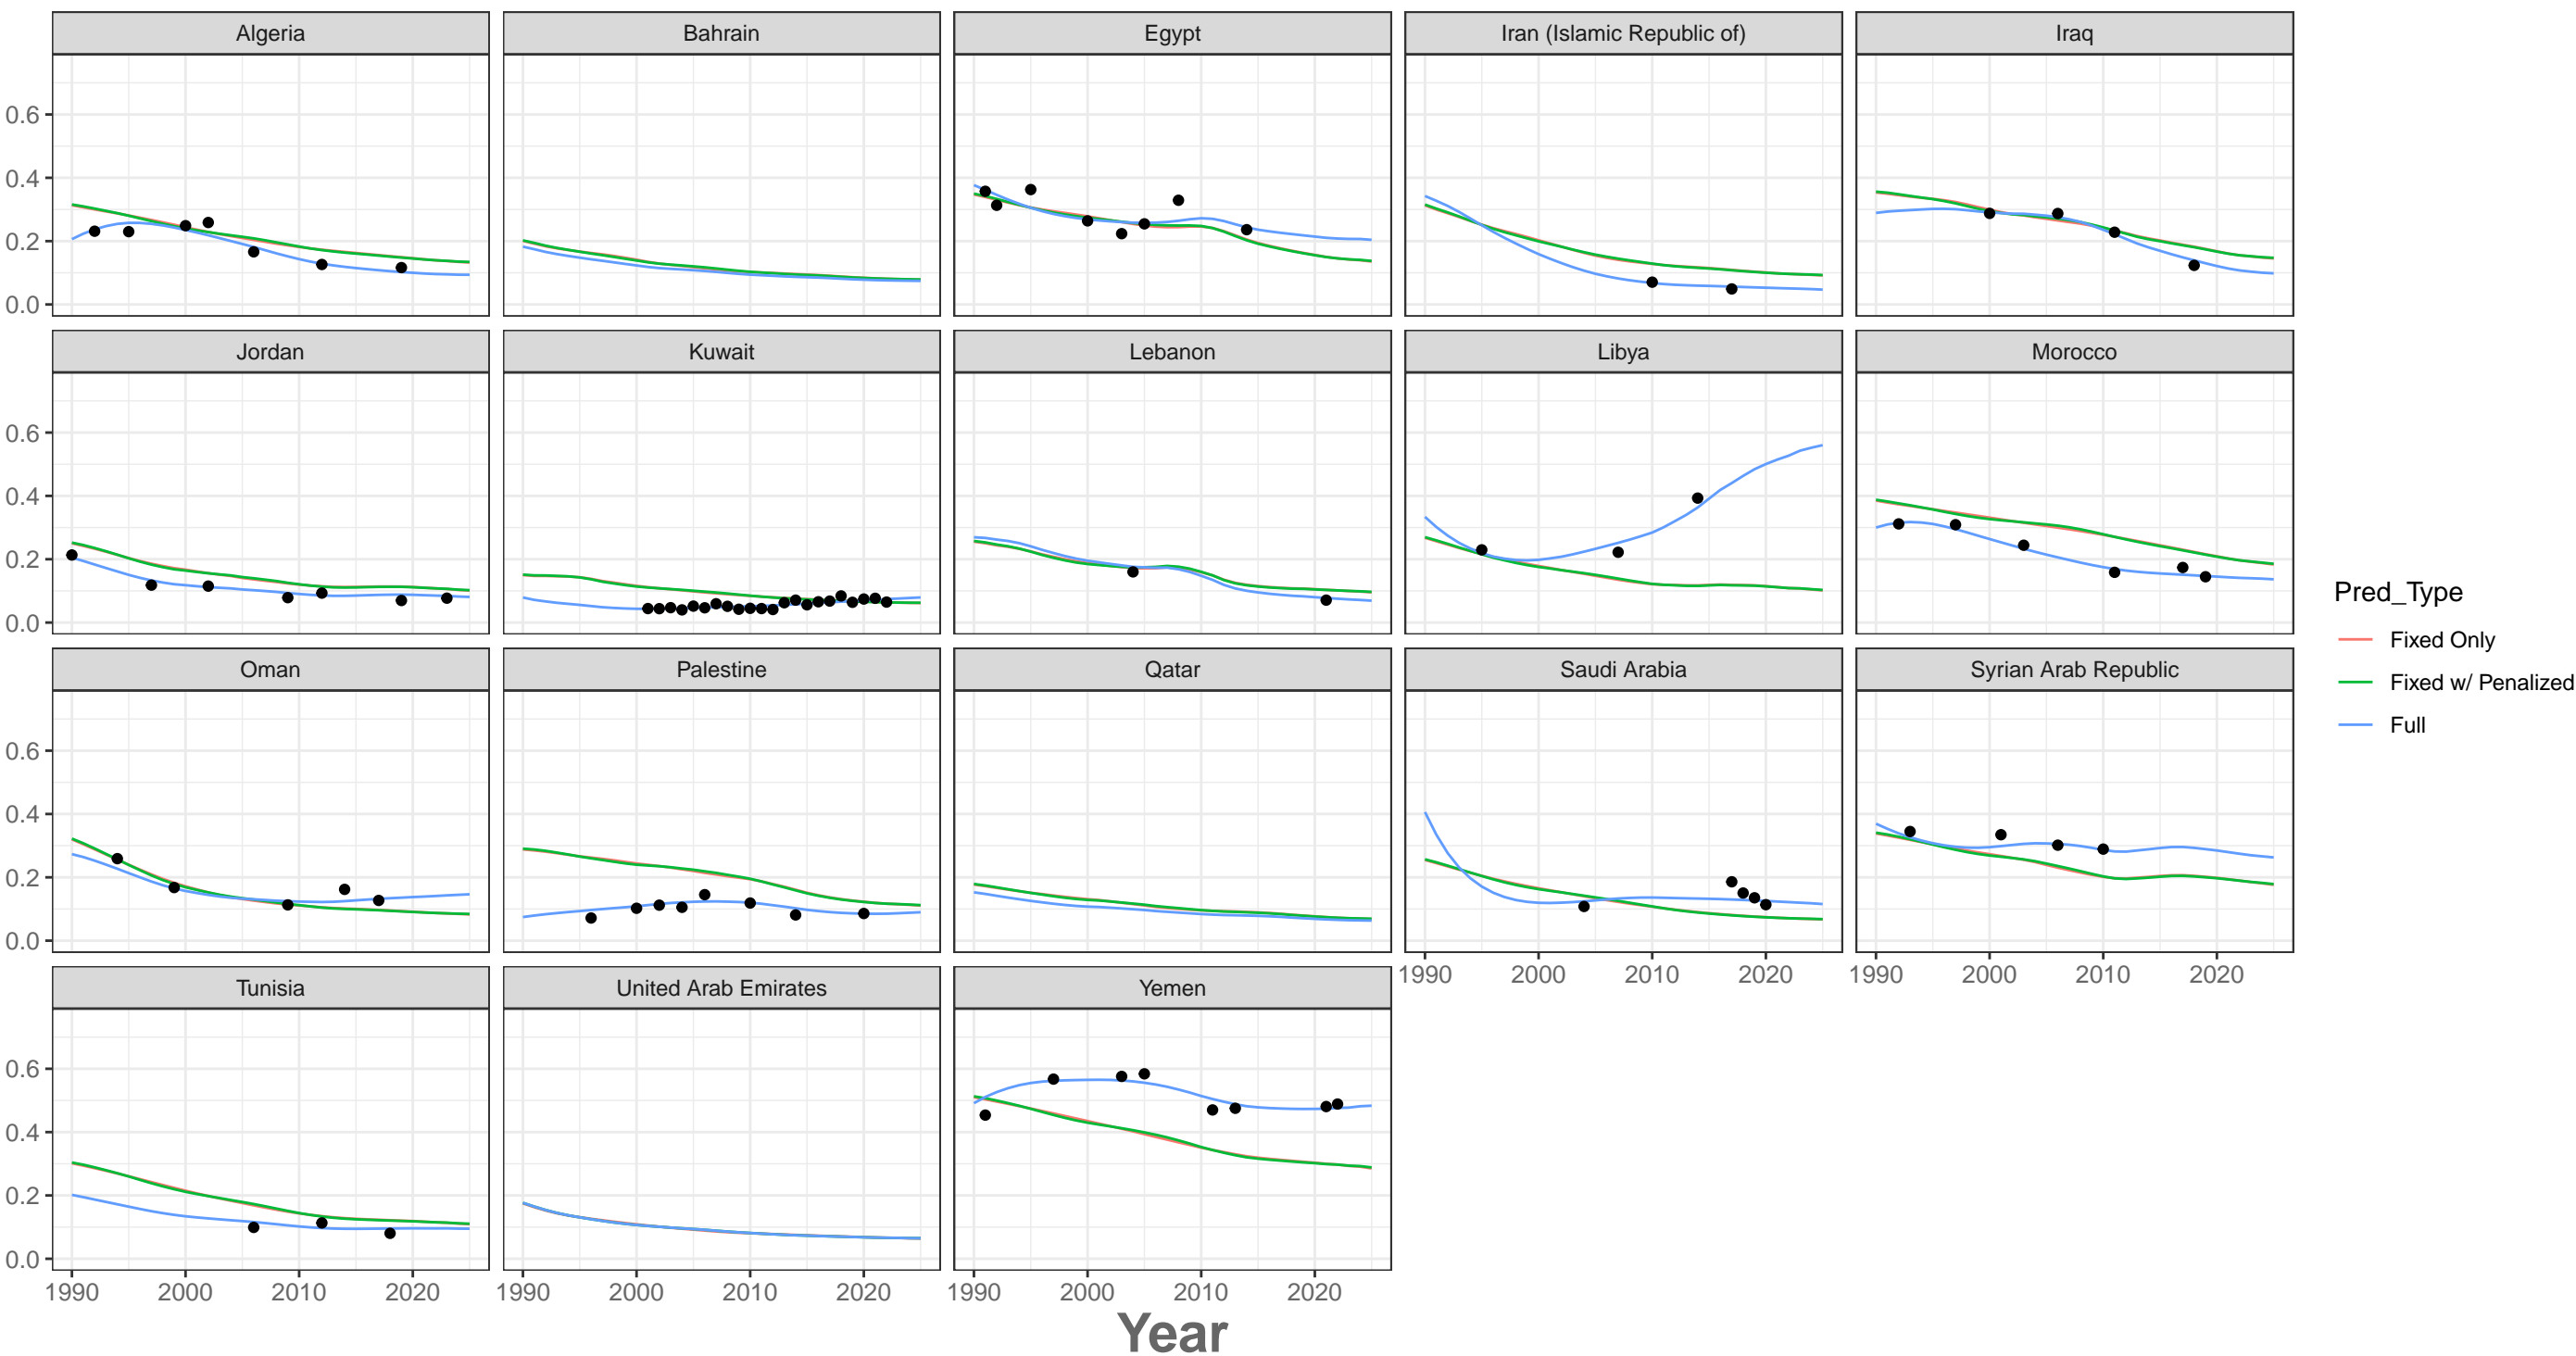 Algeria Bahrain Egypt Iran (Islamic Republic of) Iraq
0.6
0.4
0.2
0.0
Jordan Kuwait Lebanon Libya Morocco
0.6
0.4
0.2
0.0
Oman Palestine Qatar Saudi Arabia Syrian Arab Republic
0.6
0.4
0.2
0.0
1990 2000 2010 2020 1990 2000 2010 2020
Tunisia United Arab Emirates Yemen
0.6
0.4
0.2
0.0
1990 2000 2010 2020 1990 2000 2010 2020 1990 2000 2010 2020
Year
Pred_Type
Fixed Only
Fixed w/ Penalized
Full